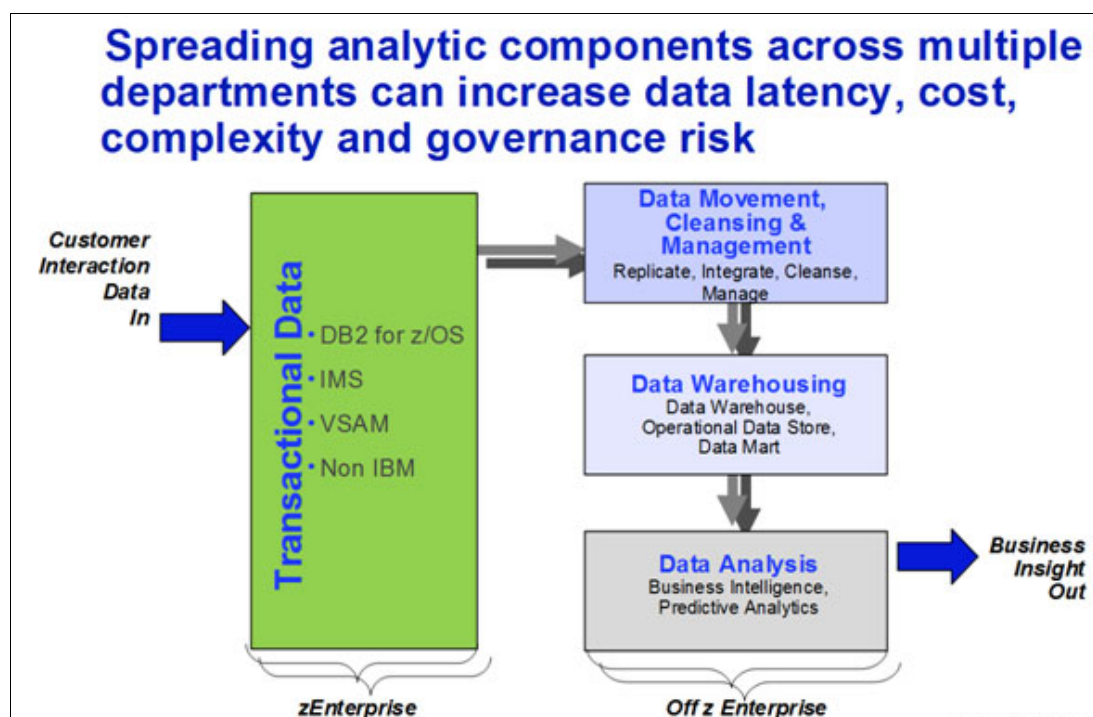 Spreading analytic components across multiple
departments can increase data latency, cost,
complexity and governance risk
Customer
Interaction
Data
In
Transactional Data
• DB2 for z/OS
• IMS
• VSAM
• Non IBM
zEnterprise
Data Movement,
Cleansing &
Management
Replicate, Integrate, Cleanse,
Manage
Data Warehousing
Data Warehouse,
Operational Data Store,
Data Mart
Data Analysis
Business Intelligence,
Predictive Analytics
Off z Enterprise
Business
Insight
Out